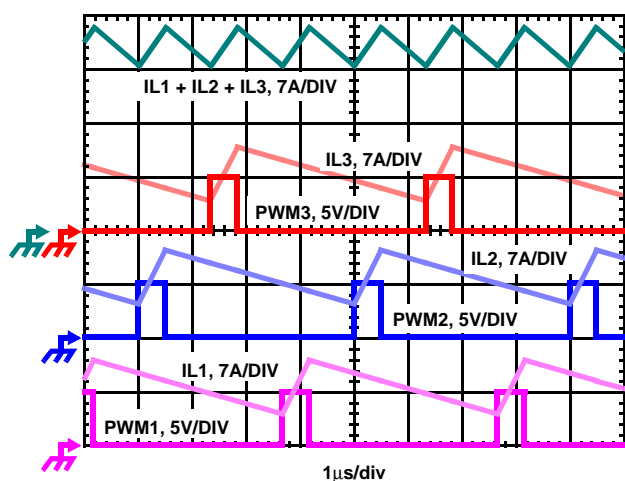 IL1 + IL2 + IL3, 7A/DIV
IL3, 7A/DIV
PWM3, 5V/DIV
IL2, 7A/DIV
PWM2, 5V/DIV
IL1, 7A/DIV
PWM1, 5V/DIV
1μs/div